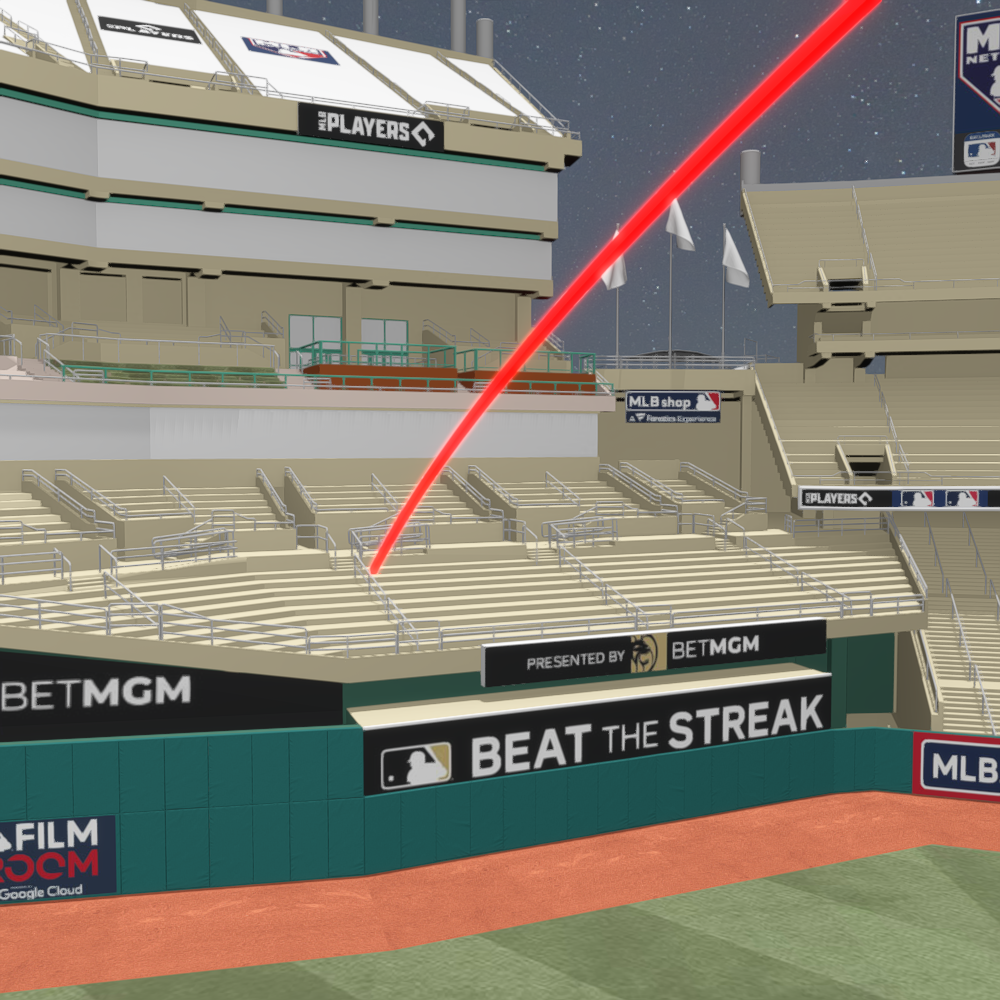 PLAYERS
MLB PLAYERS
M
NET
MLB shop
Fanatics Experience
MLB PLAYERS
PRESENTED BY BETMGM
BETMGM
BEAT THE STREAK
MLB
FILM
ROOM
Google Cloud